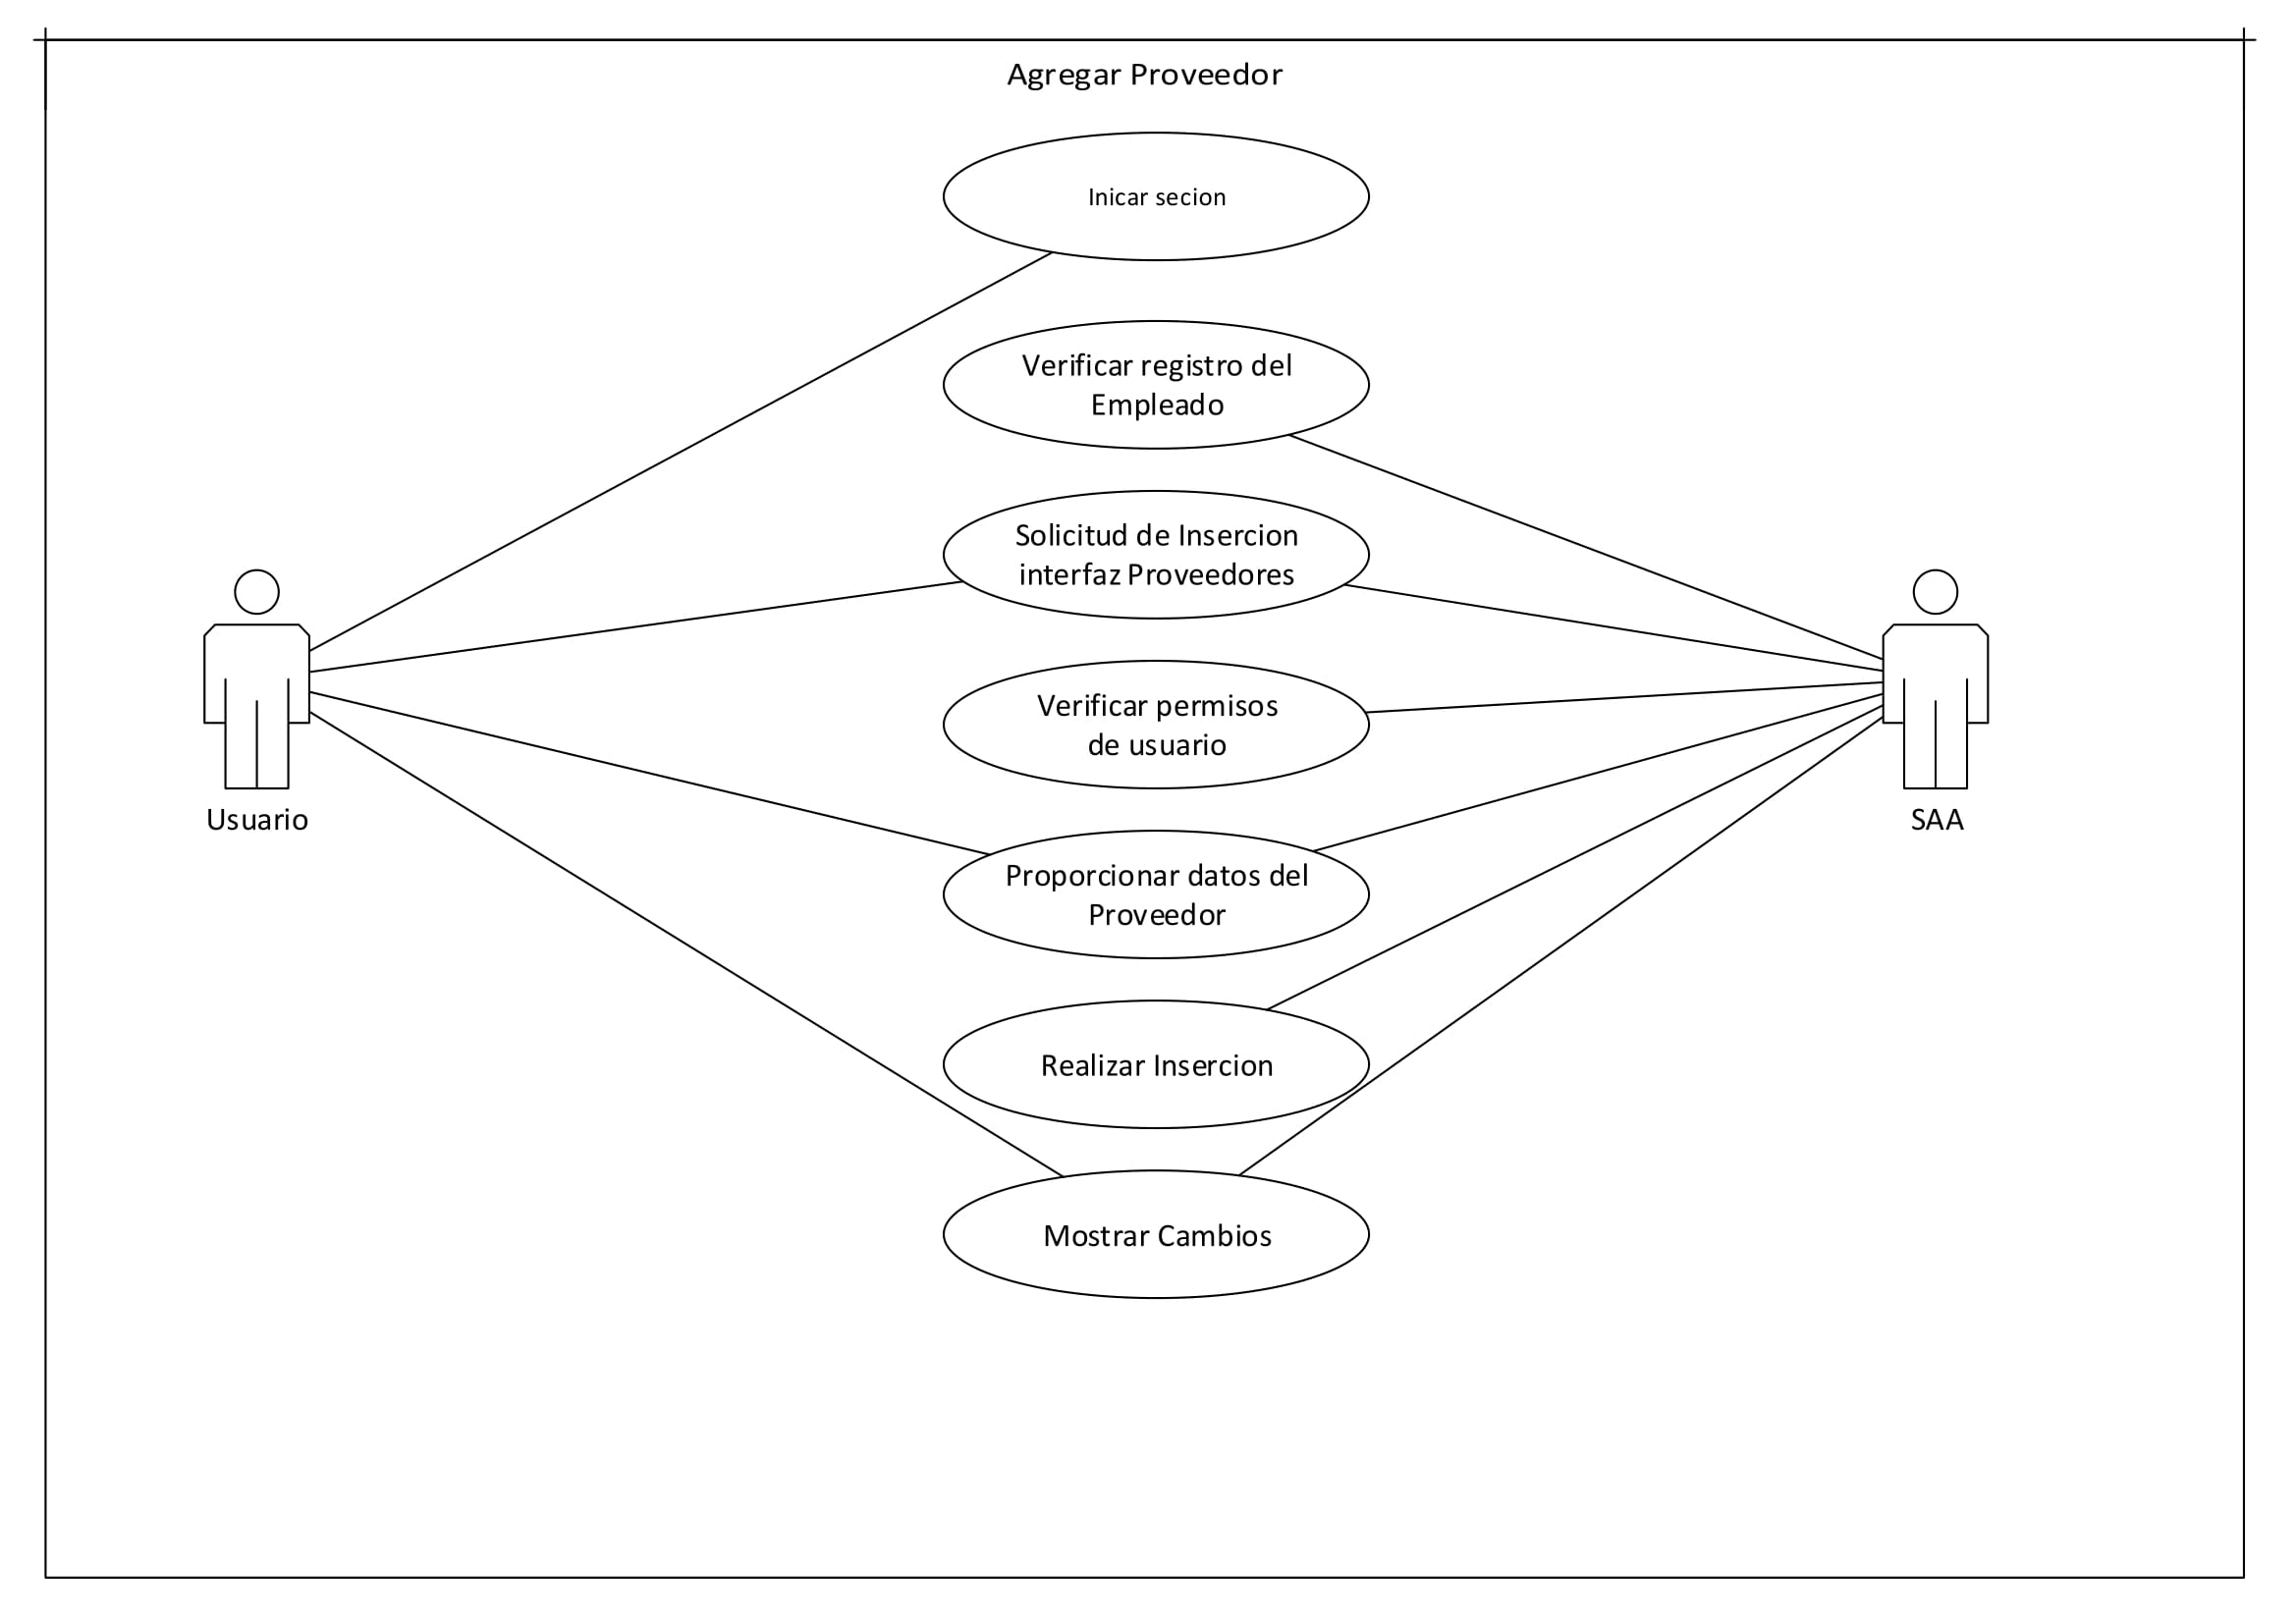 Agregar Proveedor
Inicar secion
Verificar registro del
Empleado
Solicitud de Insercion
interfaz Proveedores
Verificar permisos
de usuario
Usuario
SAA
Proporcionar datos del
Proveedor
Realizar Insercion
Mostrar Cambios